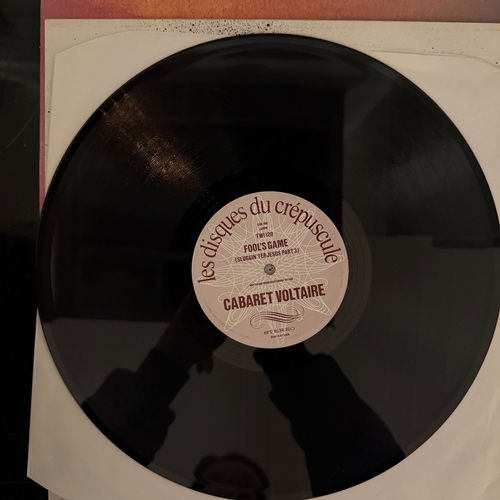 les disques du crépuscule
TWI 120
FOOL'S GAME
(SLUGGIN' FER JESUS PART 3)
CABARET VOLTAIRE